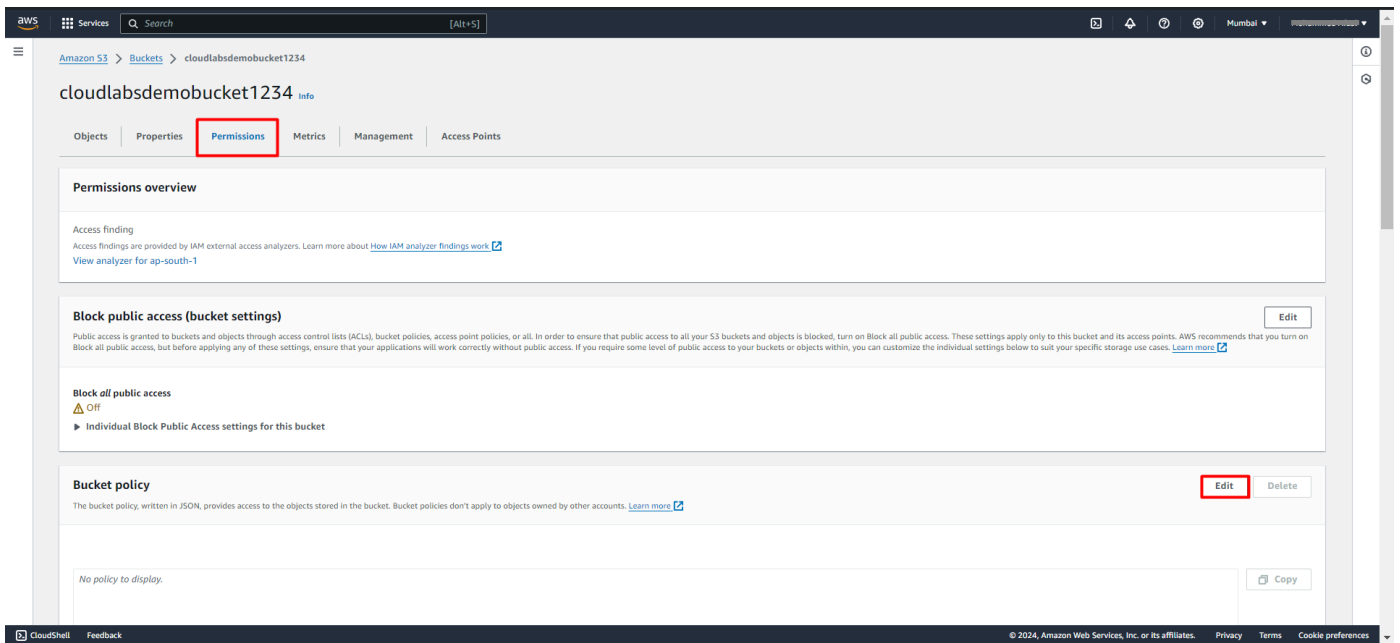 aws
Services
Search [Alt+S]
Mumbai
Amazon S3 > Buckets > cloudlabsdemobucket1234
cloudlabsdemobucket1234 Info
Objects Properties Permissions Metrics Management Access Points
Permissions overview
Access finding
Access findings are provided by IAM external access analyzers. Learn more about How IAM analyzer findings work
View analyzer for ap-south-1
Block public access (bucket settings)
Edit
Public access is granted to buckets and objects through access control lists (ACLs), bucket policies, access point policies, or all. In order to ensure that public access to all your S3 buckets and objects is blocked, turn on Block all public access. These settings apply only to this bucket and its access points. AWS recommends that you turn on
Block all public access, but before applying any of these settings, ensure that your applications will work correctly without public access. If you require some level of public access to your buckets or objects within, you can customize the individual settings below to suit your specific storage use cases. Learn more
Block all public access
Off
Individual Block Public Access settings for this bucket
Bucket policy
Edit Delete
The bucket policy, written in JSON, provides access to the objects stored in the bucket. Bucket policies don't apply to objects owned by other accounts. Learn more
No policy to display.
Copy
CloudShell Feedback © 2024, Amazon Web Services, Inc. or its affiliates. Privacy Terms Cookie preferences